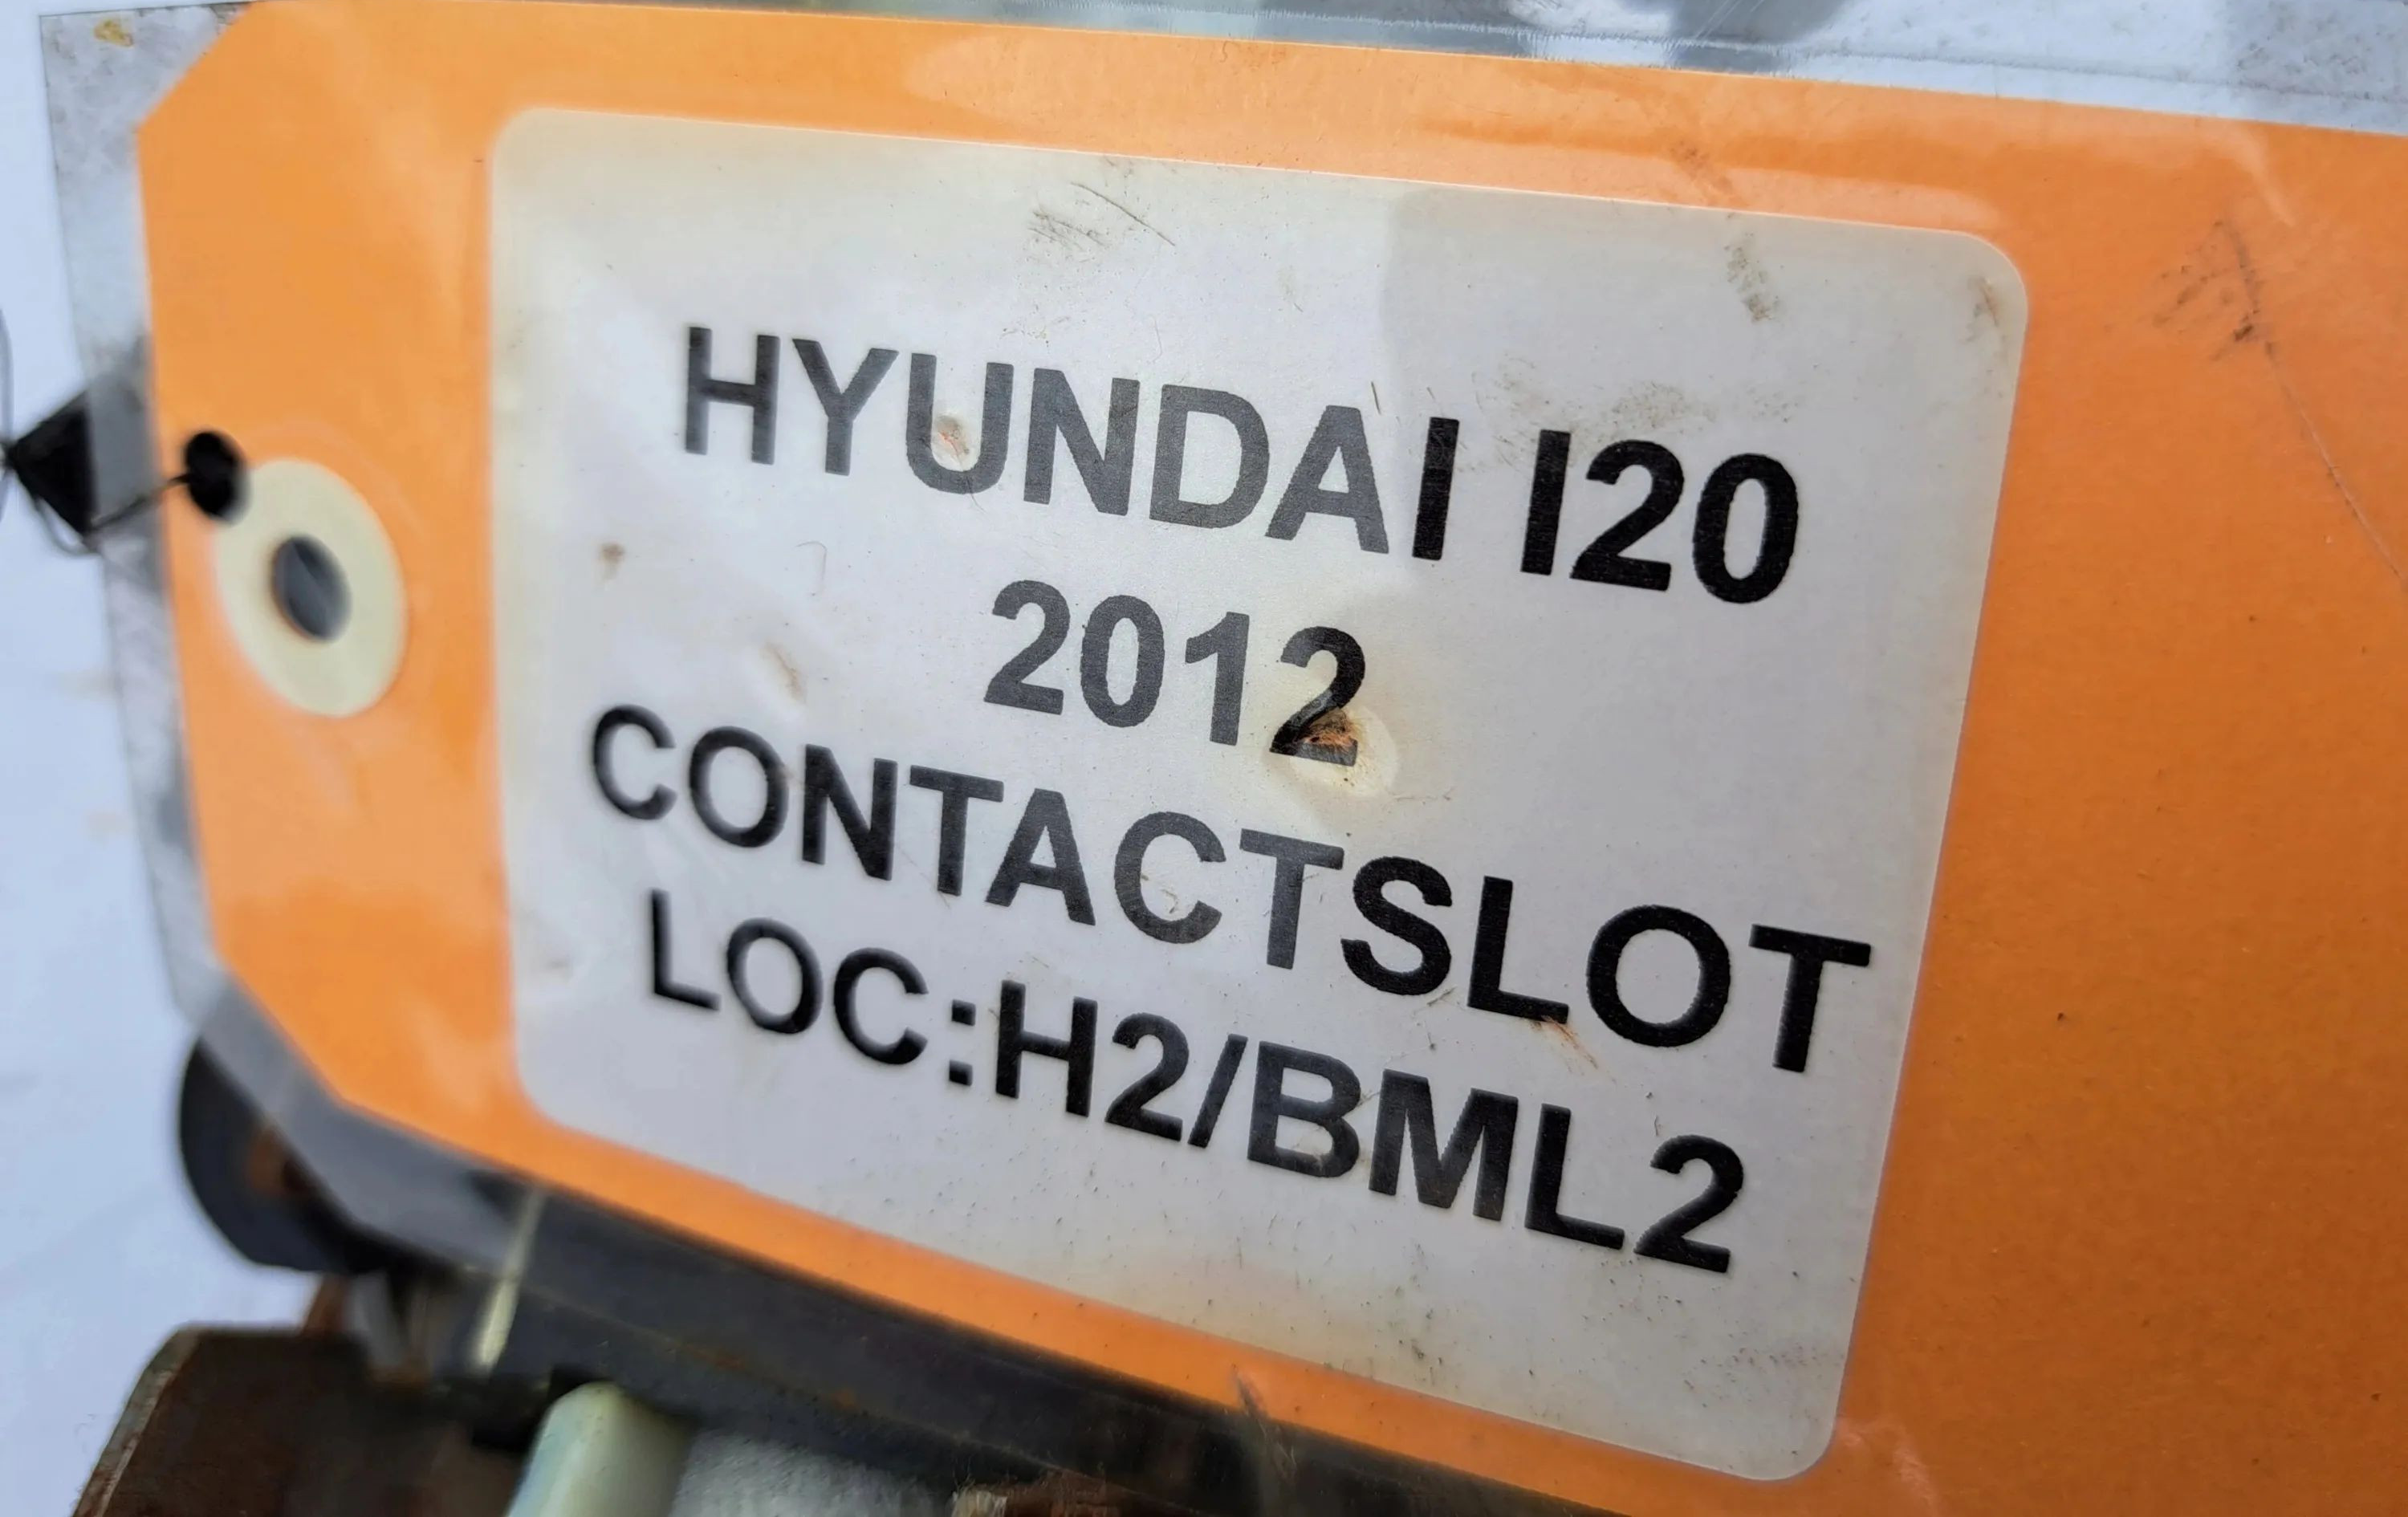 HYUNDAI I20
2012
CONTACTSLOT
LOC:H2/BML2